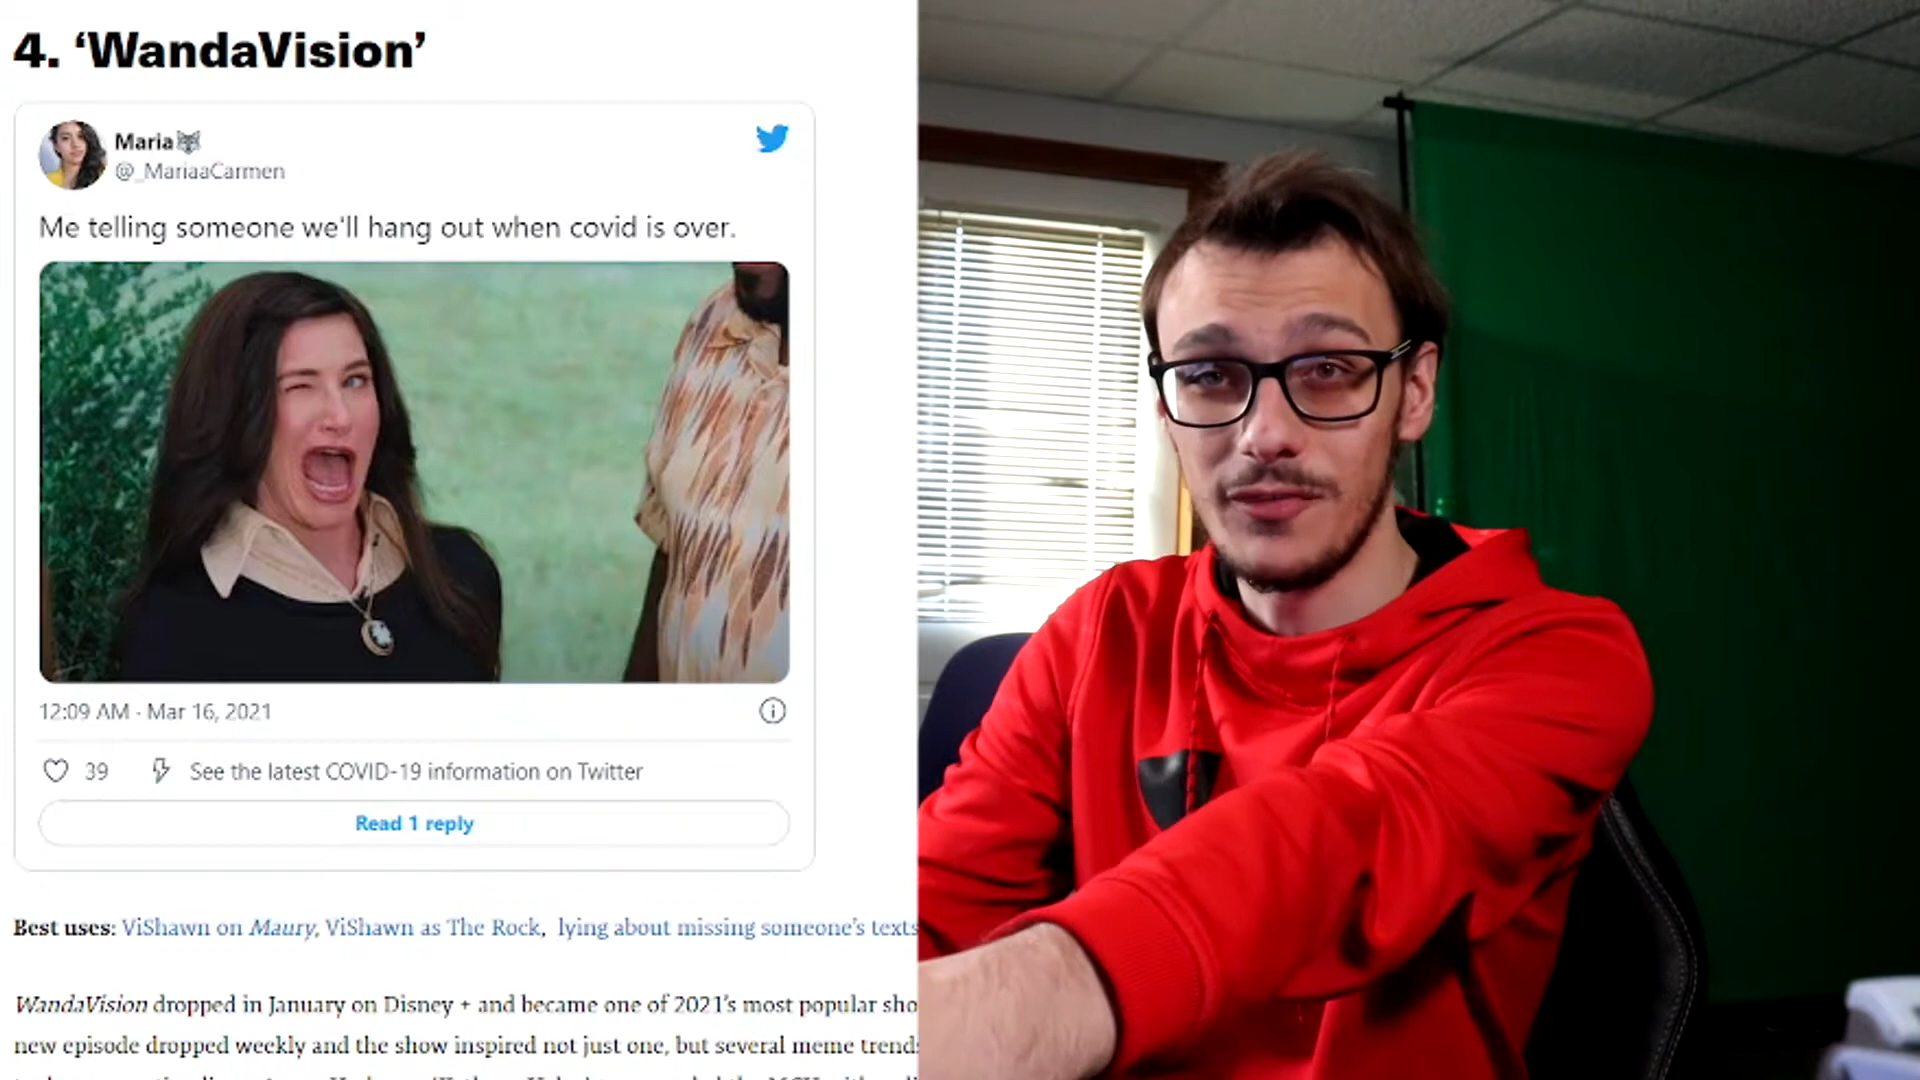 4. ‘WandaVision’
Maria
@_MariaaCarmen
Me telling someone we'll hang out when covid is over.
12:09 AM · Mar 16, 2021
39 See the latest COVID-19 information on Twitter
Read 1 reply
Best uses: ViShawn on Maury, ViShawn as The Rock, lying about missing someone’s texts
WandaVision dropped in January on Disney + and became one of 2021’s most popular sho
new episode dropped weekly and the show inspired not just one, but several meme trends